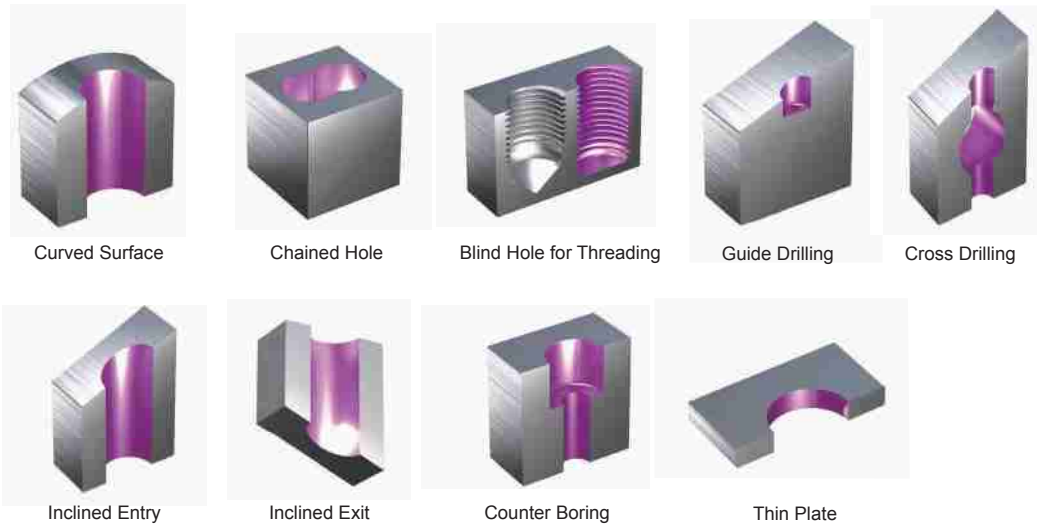 Curved Surface
Chained Hole
Blind Hole for Threading
Guide Drilling
Cross Drilling
Inclined Entry
Inclined Exit
Counter Boring
Thin Plate